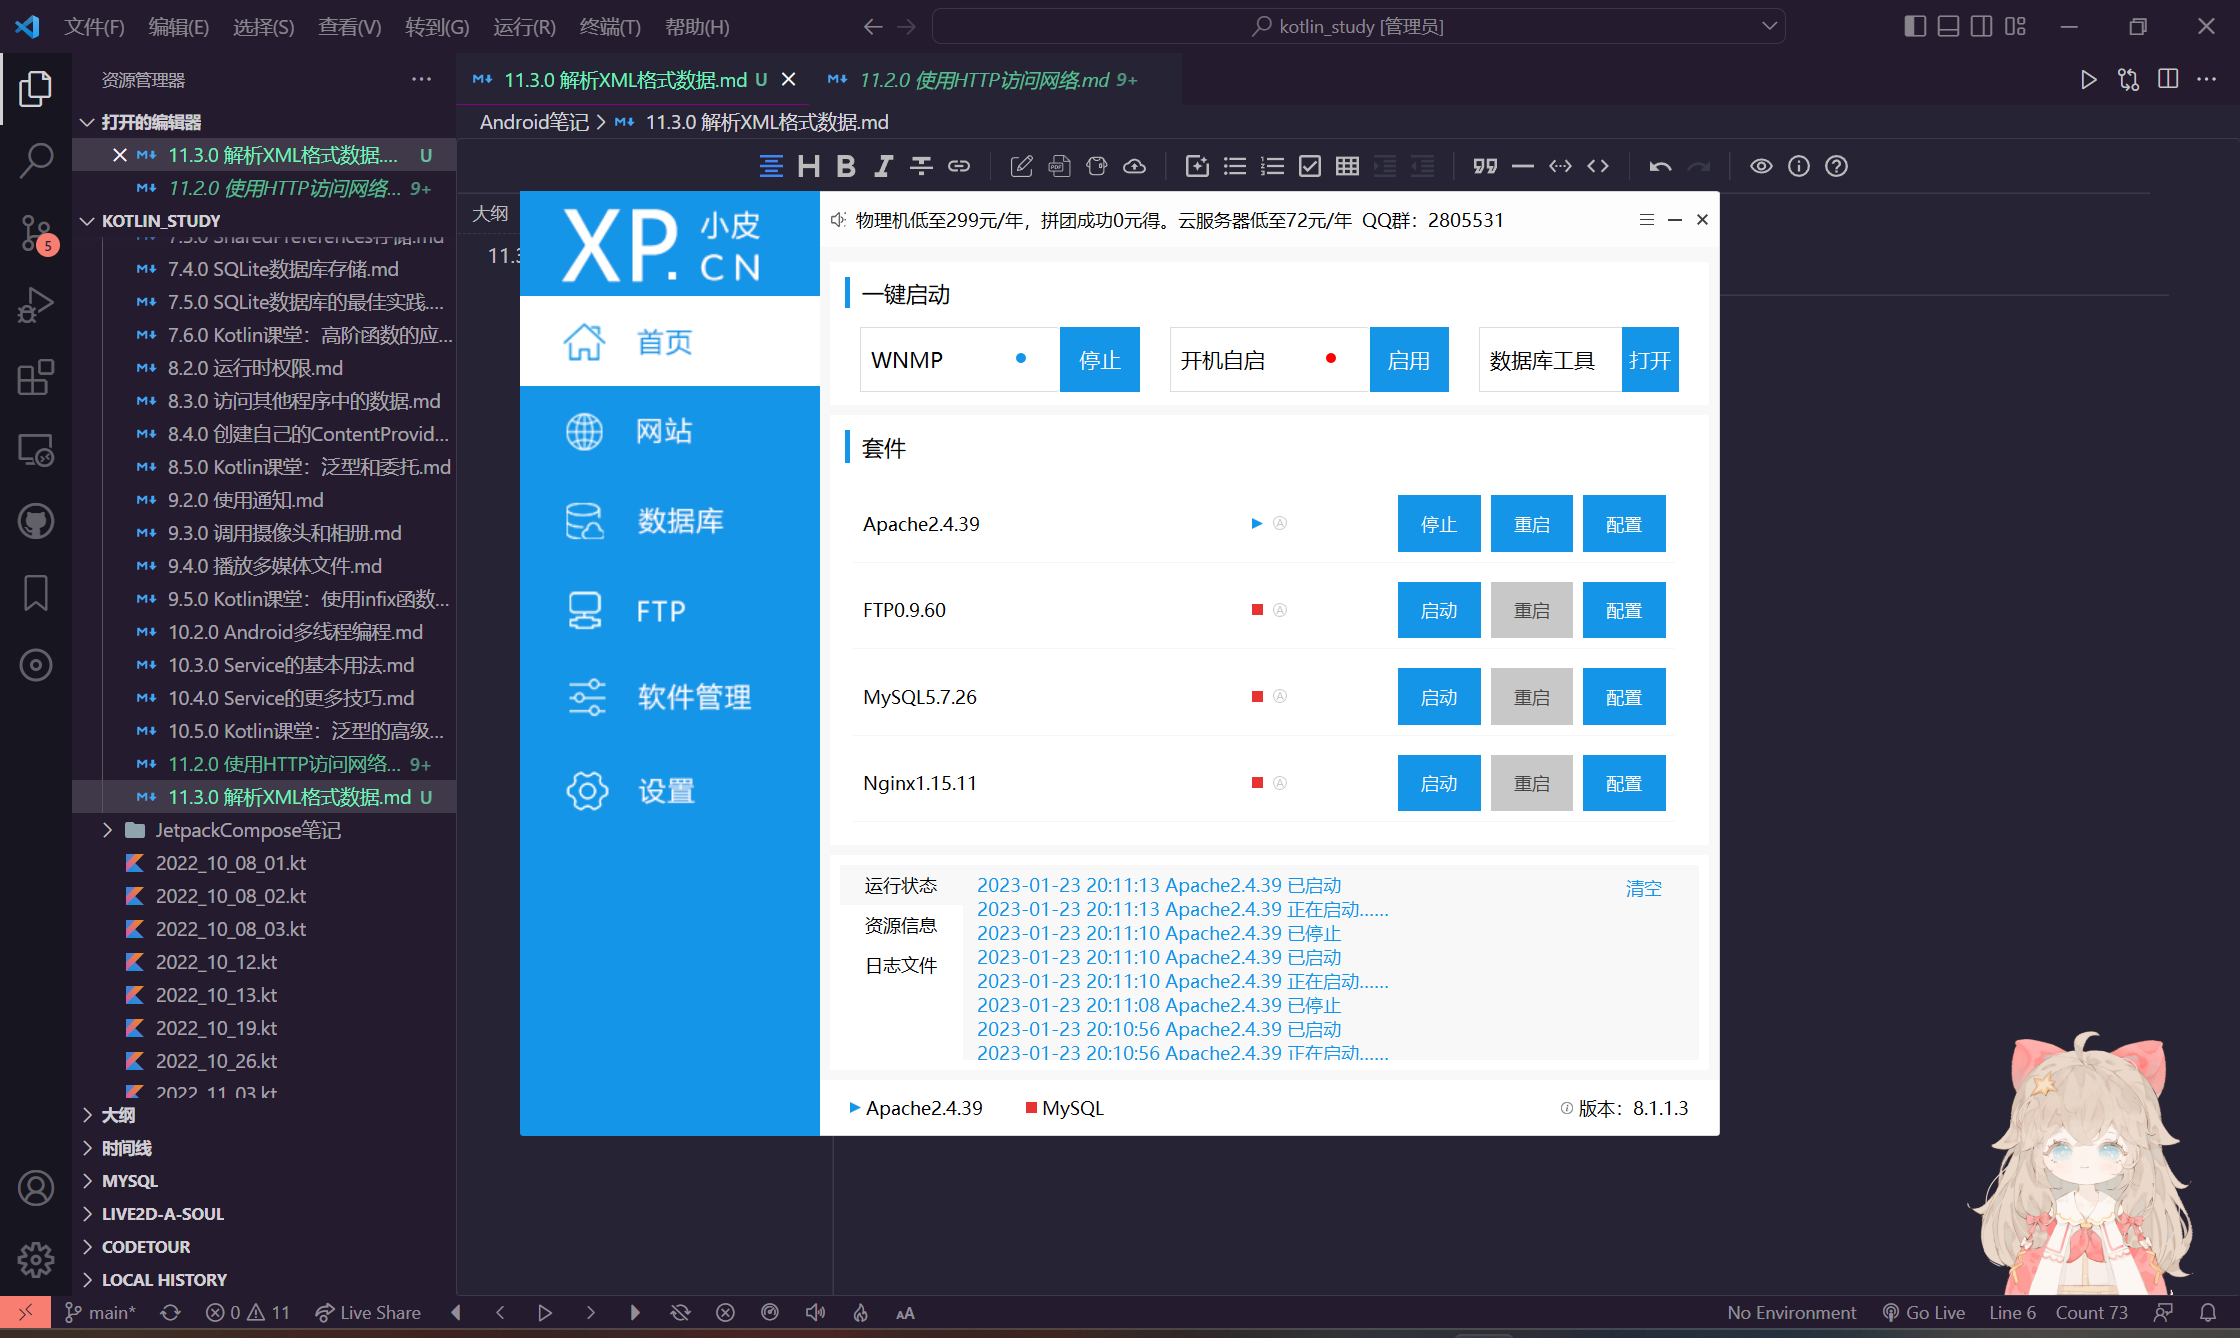 文件(F) 编辑(E) 选择(S) 查看(V) 转到(G) 运行(R) 终端(T) 帮助(H)
kotlin_study [管理员]
资源管理器
打开的编辑器
11.3.0 解析XML格式数据.... U
11.2.0 使用HTTP访问网络... 9+
KOTLIN_STUDY
7.3.0 SharedPreferences存储.md
7.4.0 SQLite数据库存储.md
7.5.0 SQLite数据库的最佳实践....
7.6.0 Kotlin课堂：高阶函数的应...
8.2.0 运行时权限.md
8.3.0 访问其他程序中的数据.md
8.4.0 创建自己的ContentProvid...
8.5.0 Kotlin课堂：泛型和委托.md
9.2.0 使用通知.md
9.3.0 调用摄像头和相册.md
9.4.0 播放多媒体文件.md
9.5.0 Kotlin课堂：使用infix函数...
10.2.0 Android多线程编程.md
10.3.0 Service的基本用法.md
10.4.0 Service的更多技巧.md
10.5.0 Kotlin课堂：泛型的高级...
11.2.0 使用HTTP访问网络... 9+
11.3.0 解析XML格式数据.md U
JetpackCompose笔记
2022_10_08_01.kt
2022_10_08_02.kt
2022_10_08_03.kt
2022_10_12.kt
2022_10_13.kt
2022_10_19.kt
2022_10_26.kt
2022_11_03.kt
大纲
时间线
MYSQL
LIVE2D-A-SOUL
CODETOUR
LOCAL HISTORY
5
11.3.0 解析XML格式数据.md U
11.2.0 使用HTTP访问网络.md 9+
Android笔记 > 11.3.0 解析XML格式数据.md
大纲
11.3
XP.CN 小皮
首页
网站
数据库
FTP
软件管理
设置
物理机低至299元/年，拼团成功0元得。云服务器低至72元/年 QQ群：2805531
一键启动
WNMP 停止 开机自启 启用 数据库工具 打开
套件
Apache2.4.39 停止 重启 配置
FTP0.9.60 启动 重启 配置
MySQL5.7.26 启动 重启 配置
Nginx1.15.11 启动 重启 配置
运行状态
资源信息
日志文件
清空
2023-01-23 20:11:13 Apache2.4.39 已启动
2023-01-23 20:11:13 Apache2.4.39 正在启动......
2023-01-23 20:11:10 Apache2.4.39 已停止
2023-01-23 20:11:10 Apache2.4.39 已启动
2023-01-23 20:11:10 Apache2.4.39 正在启动......
2023-01-23 20:11:08 Apache2.4.39 已停止
2023-01-23 20:10:56 Apache2.4.39 已启动
2023-01-23 20:10:56 Apache2.4.39 正在启动......
Apache2.4.39 MySQL 版本：8.1.1.3
main* 0 11 Live Share
No Environment Go Live Line 6 Count 73